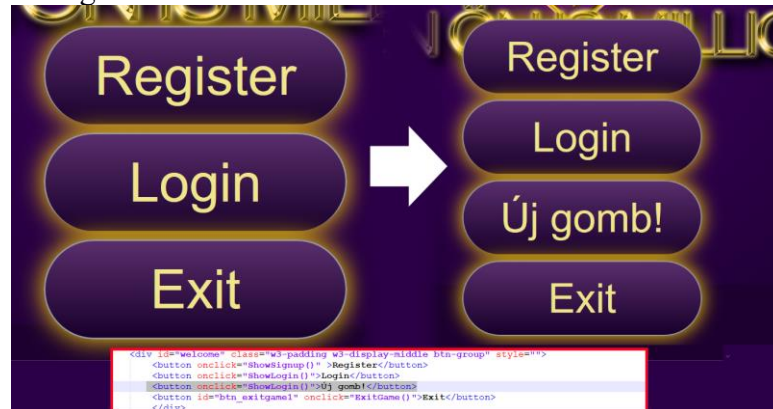 Register
Login
Exit
Register
Login
Új gomb!
Exit
<div id="welcome" class="w3-padding w3-display-middle btn-group" style="">
<button onclick="ShowSignup()" >Register</button>
<button onclick="ShowLogin()">Login</button>
<button onclick="ShowLogin()">Új gomb!</button>
<button id="btn_exitgame1" onclick="ExitGame()">Exit</button>
</div>